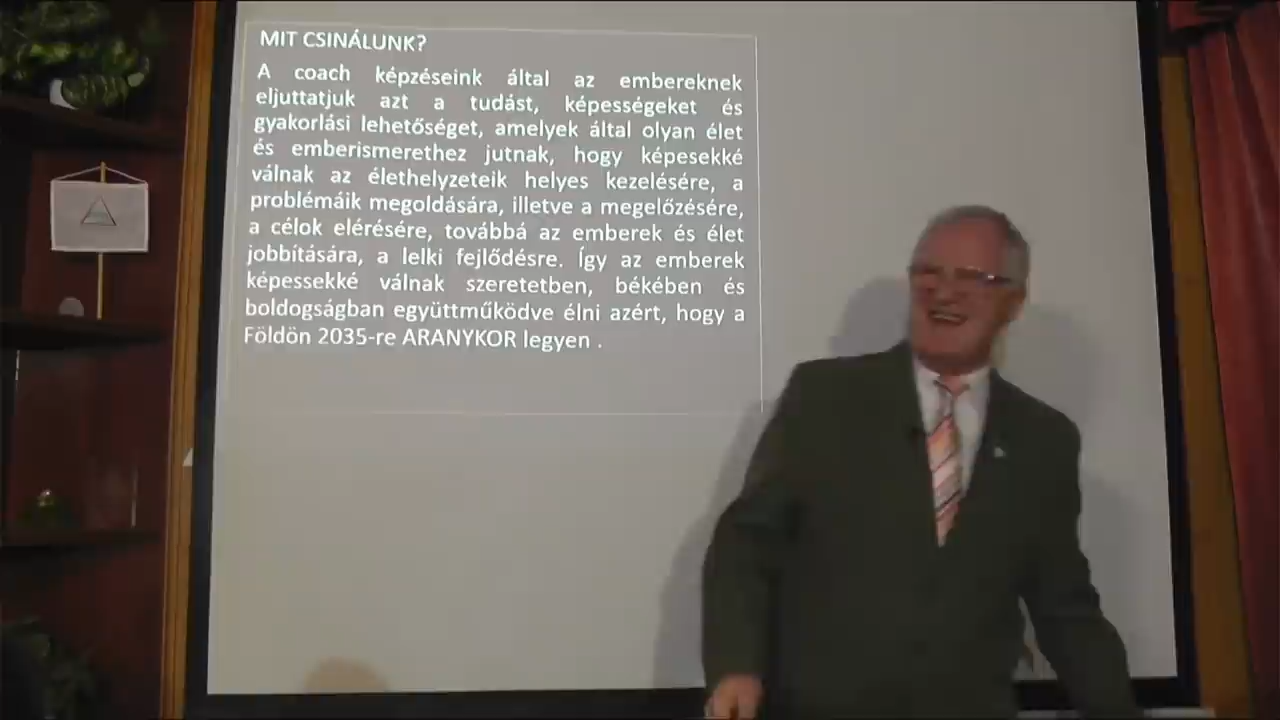 MIT CSINÁLUNK?
A coach képzéseink által az embereknek
eljuttatjuk azt a tudást, képességeket és
gyakorlási lehetőséget, amelyek által olyan élet
és emberismerethez jutnak, hogy képesekké
válnak az élethelyzeteik helyes kezelésére, a
problémáik megoldására, illetve a megelőzésére,
a célok elérésére, továbbá az emberek és élet
jobbítására, a lelki fejlődésre. Így az emberek
képessekké válnak szeretetben, békében és
boldogságban együttműködve élni azért, hogy a
Földön 2035-re ARANYKOR legyen .